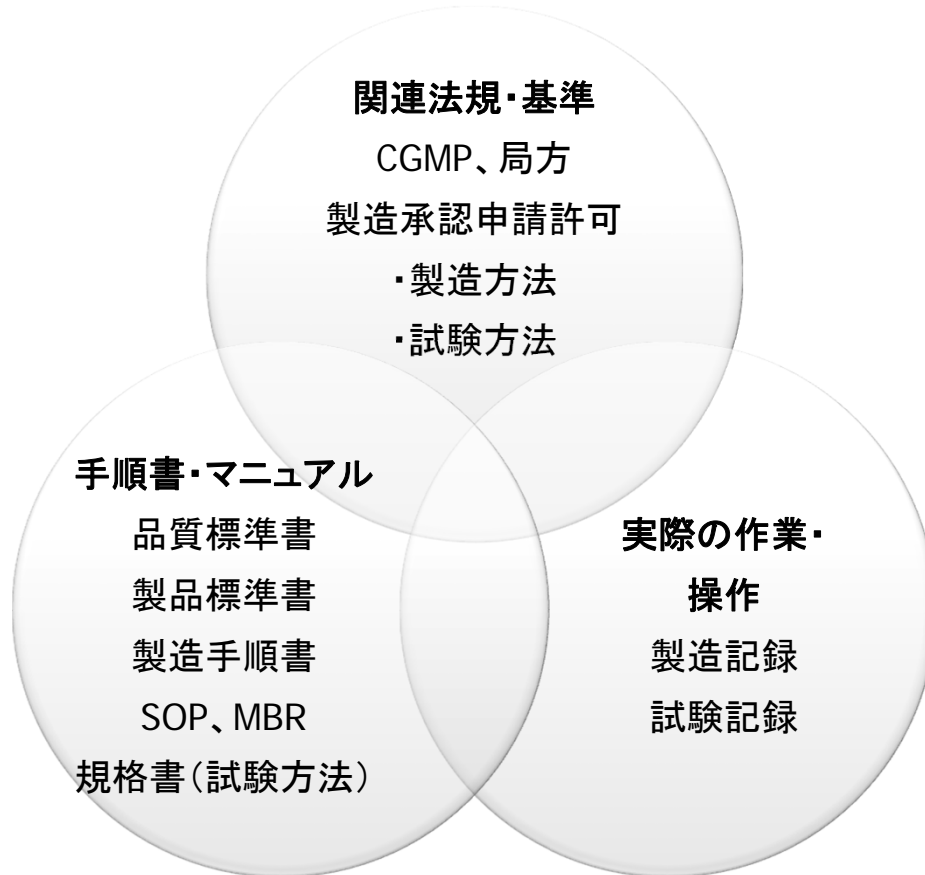 関連法規・基準
CGMP、局方
製造承認申請許可
・製造方法
・試験方法
手順書・マニュアル
品質標準書
製品標準書
製造手順書
SOP、MBR
規格書(試験方法)
実際の作業・
操作
製造記録
試験記録